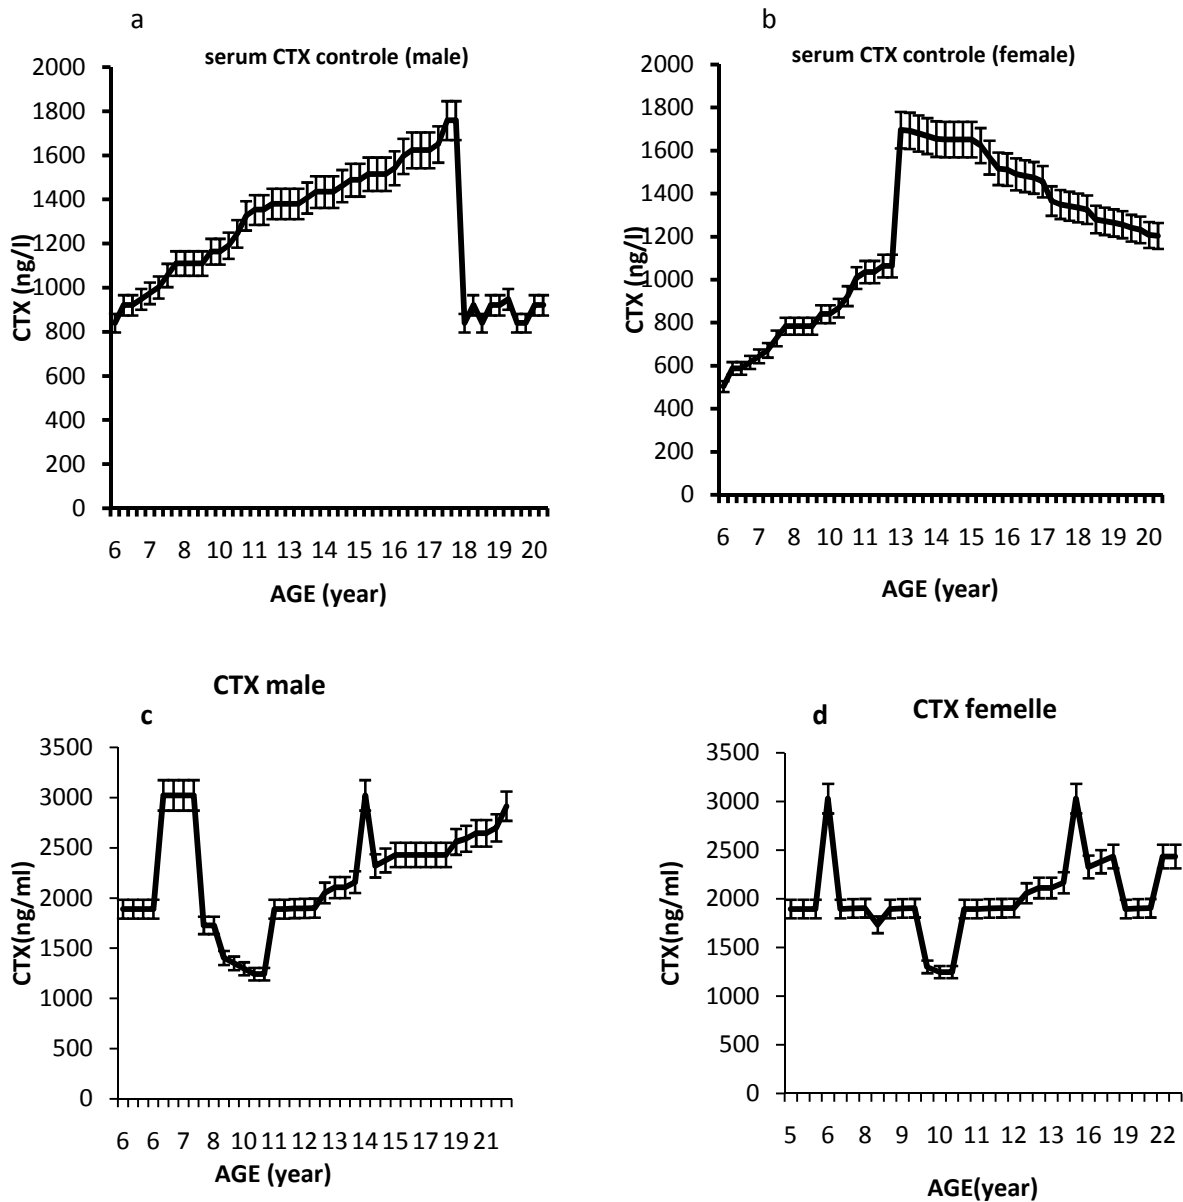 a
serum CTX controle (male)
2000
1800
1600
1400
1200
1000
800
600
400
200
0
CTX (ng/l)
6 7 8 10 11 13 14 15 16 17 18 19 20
AGE (year)
b
serum CTX controle (female)
2000
1800
1600
1400
1200
1000
800
600
400
200
0
CTX (ng/l)
6 7 8 10 11 13 14 15 16 17 18 19 20
AGE (year)
CTX male
c
3500
3000
2500
2000
1500
1000
500
0
CTX(ng/ml)
6 6 7 8 10 11 12 13 14 15 17 19 21
AGE (year)
d
CTX femelle
3500
3000
2500
2000
1500
1000
500
0
CTX(ng/ml)
5 6 8 9 10 11 12 13 16 19 22
AGE(year)